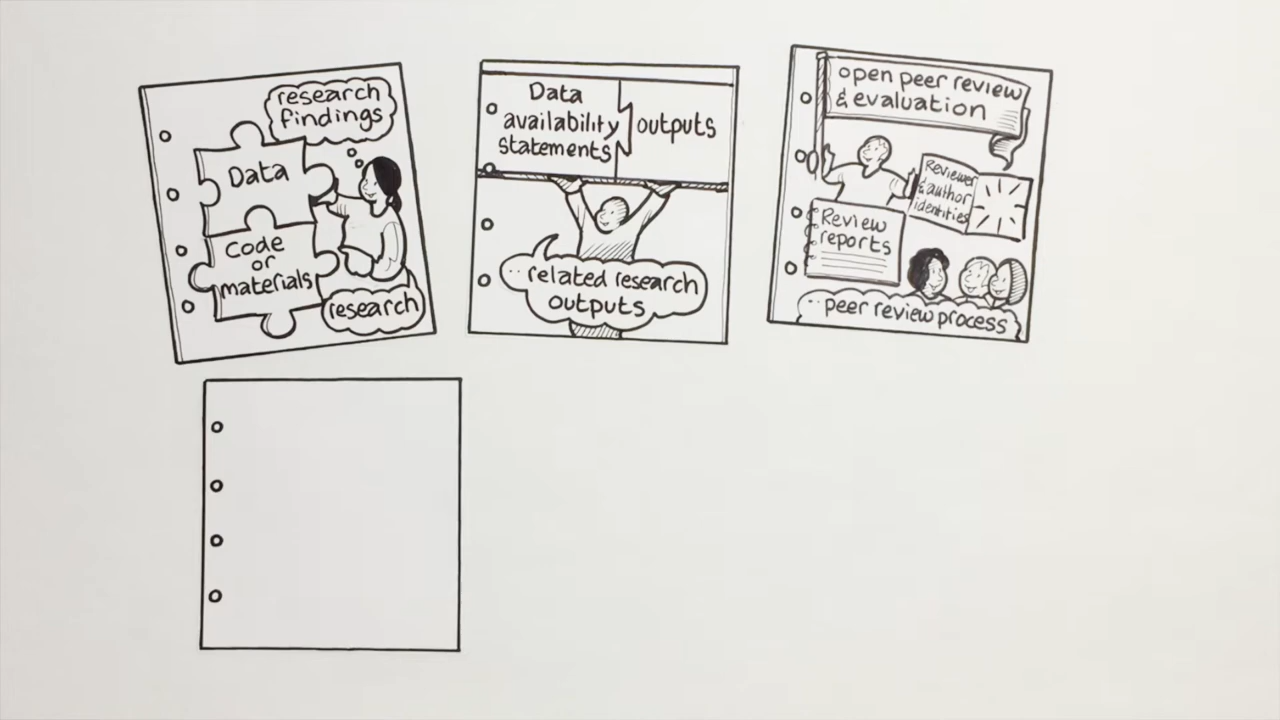 research
findings
Data
Code
or
materials
research
Data
availability
statements
outputs
related research
outputs
open peer review
& evaluation
Reviewer
& author
identities
Review
reports
peer review process